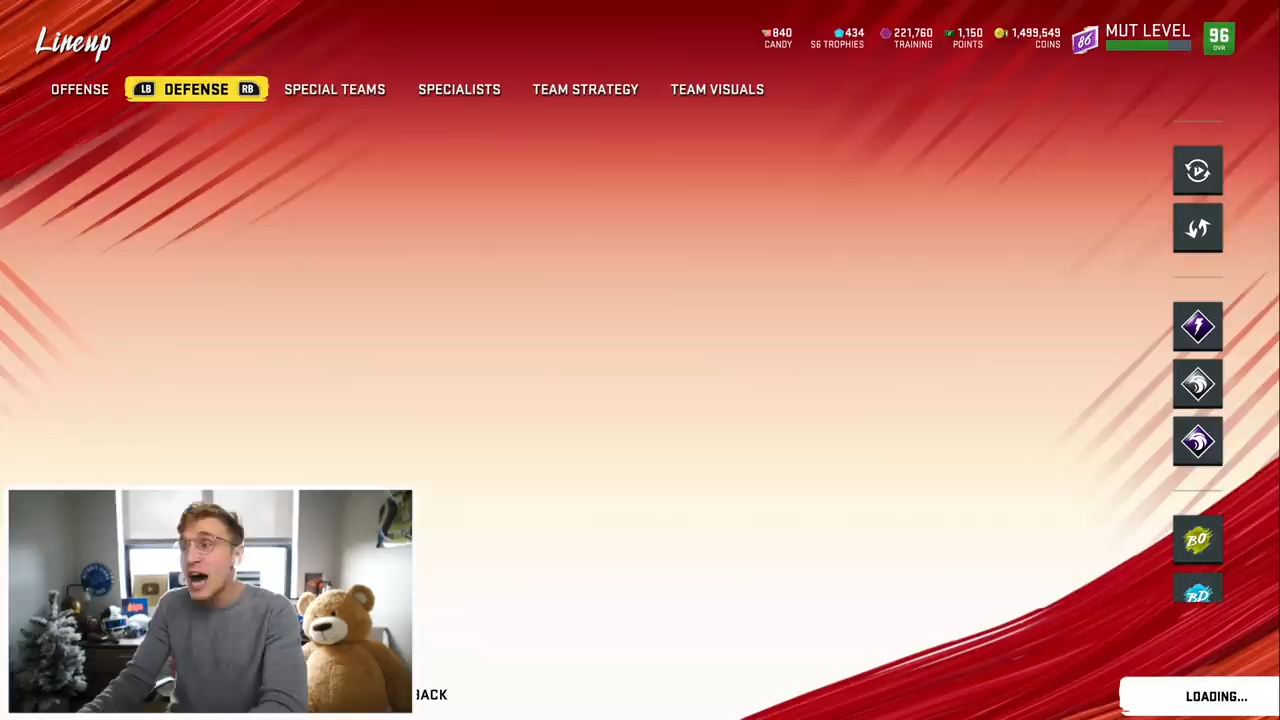 Lineup
840
CANDY
434
S6 TROPHIES
221,760
TRAINING
1,150
POINTS
1,499,549
COINS
86
MUT LEVEL
96
OVR
OFFENSE
LB DEFENSE RB
SPECIAL TEAMS
SPECIALISTS
TEAM STRATEGY
TEAM VISUALS
BO
BD
BACK
LOADING...